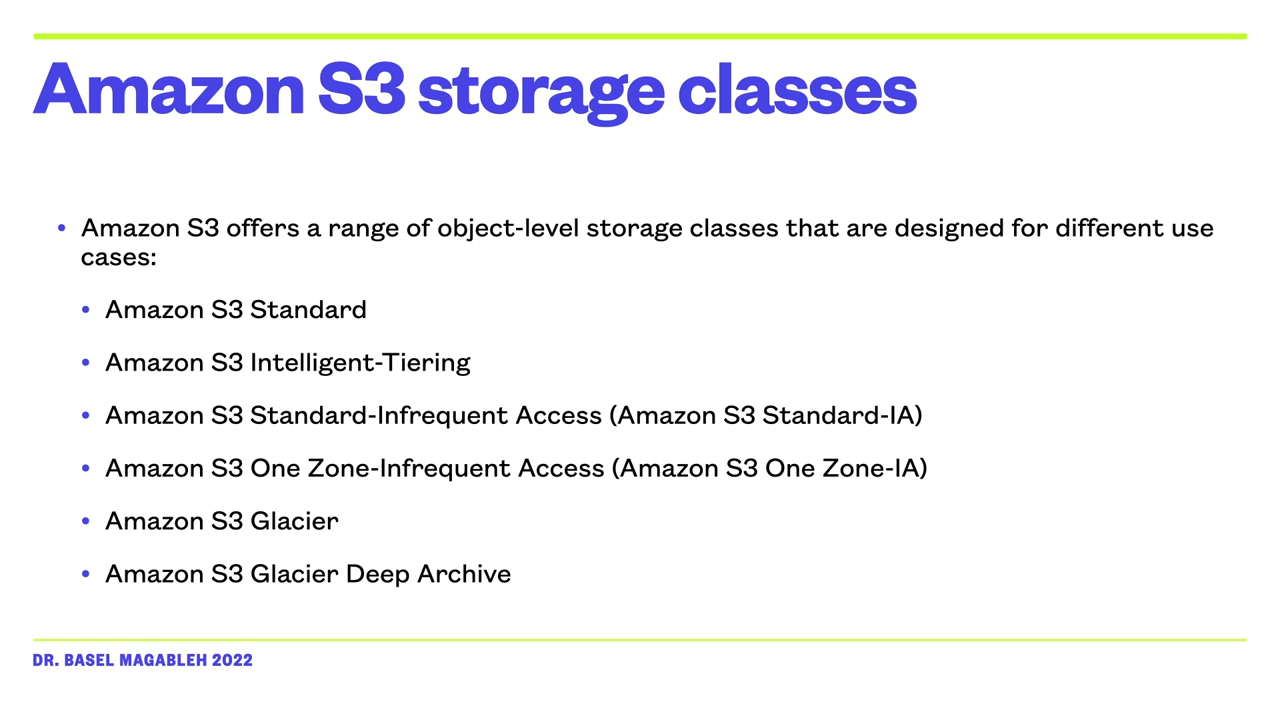 Amazon S3 storage classes
• Amazon S3 offers a range of object-level storage classes that are designed for different use
cases:
• Amazon S3 Standard
• Amazon S3 Intelligent-Tiering
• Amazon S3 Standard-Infrequent Access (Amazon S3 Standard-IA)
• Amazon S3 One Zone-Infrequent Access (Amazon S3 One Zone-IA)
• Amazon S3 Glacier
• Amazon S3 Glacier Deep Archive
DR. BASEL MAGABLEH 2022